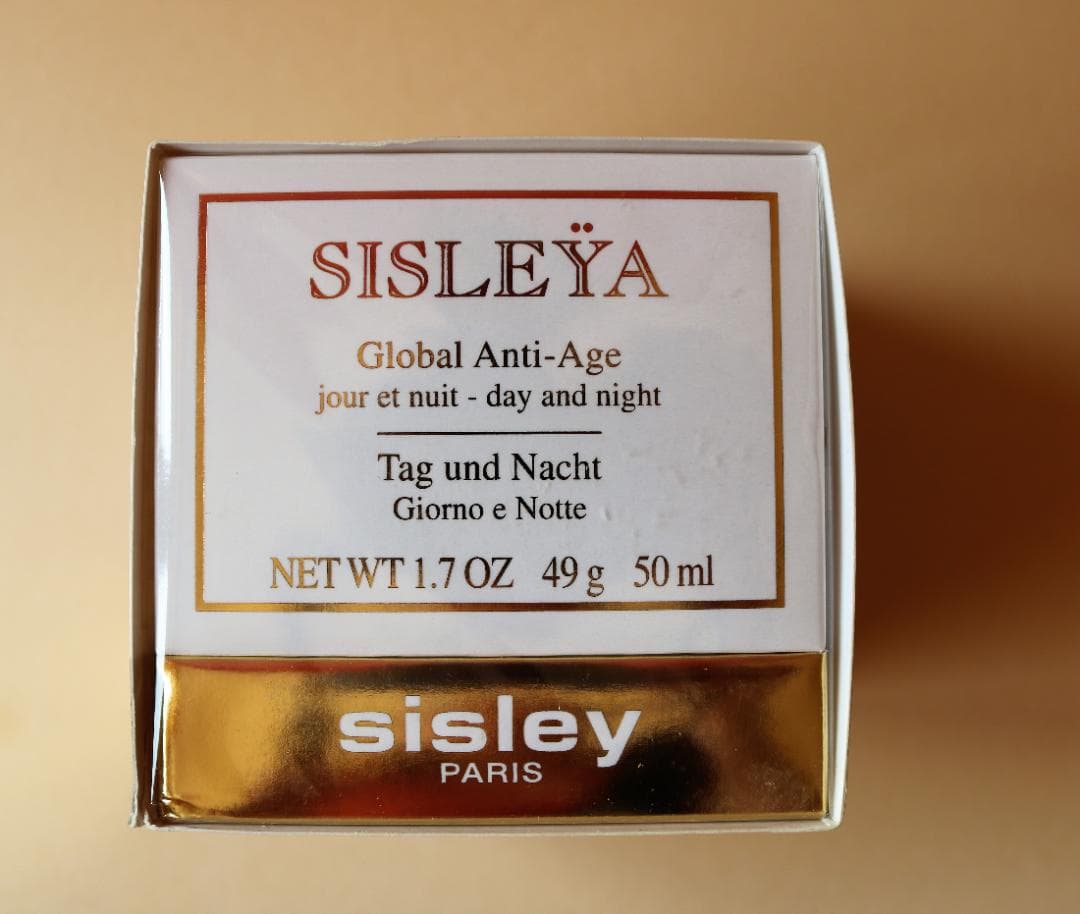 SISLEŸA
Global Anti-Age
jour et nuit - day and night
Tag und Nacht
Giorno e Notte
NET WT 1.7 OZ 49 g 50 ml
sisley
PARIS